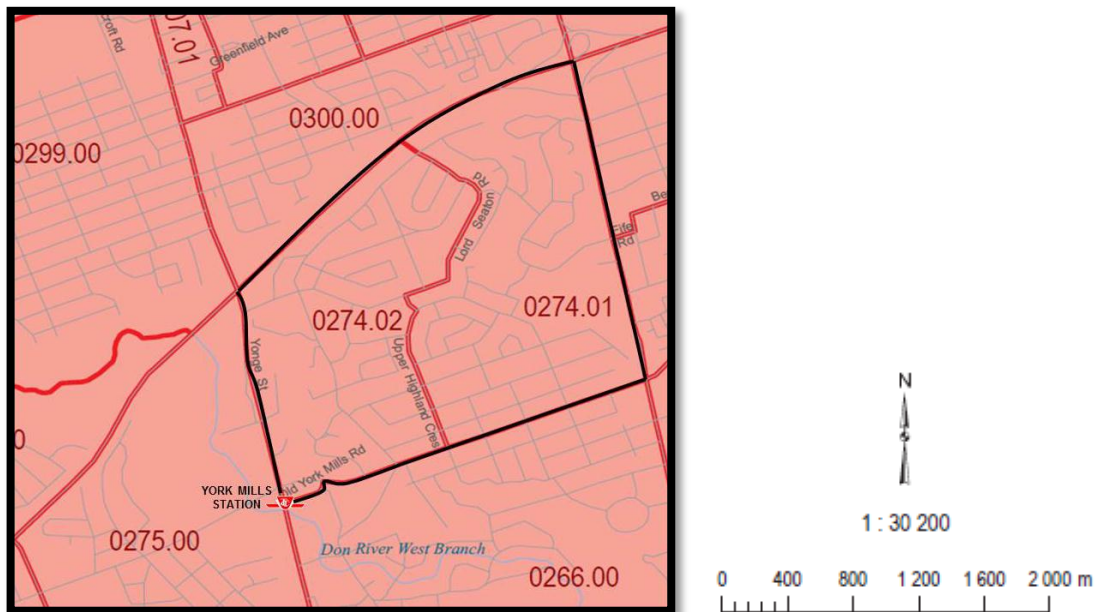 croft Rd
07.01
Greenfield Ave
0300.00
0299.00
Lord Seaton Rd
Be
Fife Rd
0274.02
0274.01
Yonge St
Upper Highland Cres
0
Old York Mills Rd
YORK MILLS
STATION
0275.00
Don River West Branch
0266.00
N
1 : 30 200
0 400 800 1 200 1 600 2 000 m